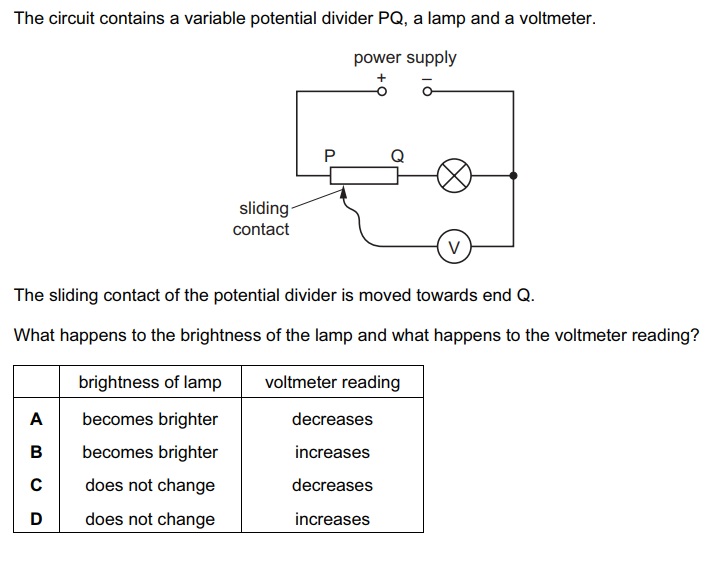 The circuit contains a variable potential divider PQ, a lamp and a voltmeter.
power supply
+ –
P Q
sliding
contact
V
The sliding contact of the potential divider is moved towards end Q.
What happens to the brightness of the lamp and what happens to the voltmeter reading?
brightness of lamp voltmeter reading
A becomes brighter decreases
B becomes brighter increases
C does not change decreases
D does not change increases